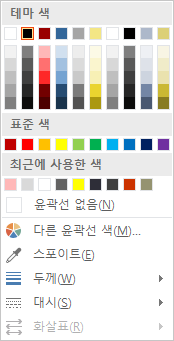 테마 색
표준 색
최근에 사용한 색
윤곽선 없음(N)
다른 윤곽선 색(M)...
스포이트(E)
두께(W)
대시(S)
화살표(R)